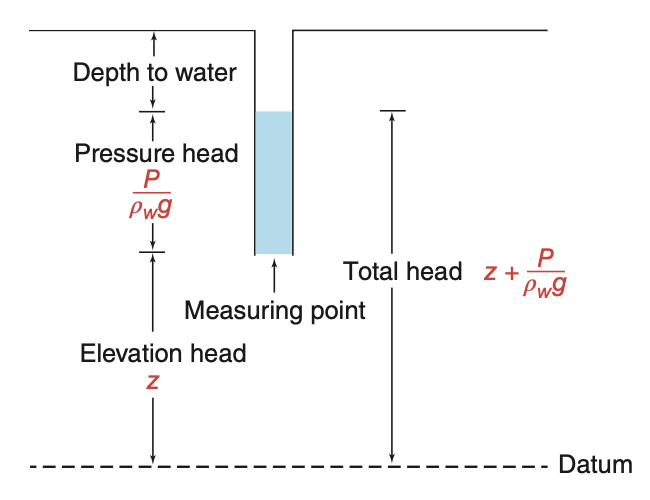 Depth to water
Pressure head
P
ρwg
Total head z + P
ρwg
Measuring point
Elevation head
z
Datum